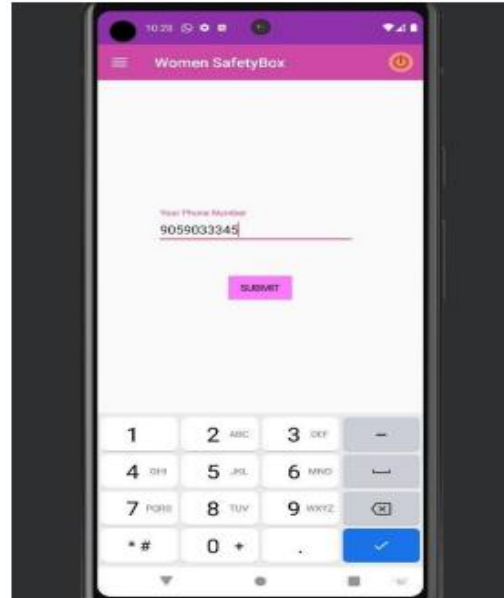 10:28
Women SafetyBox
Your Phone Number
9059033345
SUBMIT
1
2 ABC
3 DEF
–
4 GHI
5 JKL
6 MNO
7 PQRS
8 TUV
9 WXYZ
* #
0 +
.